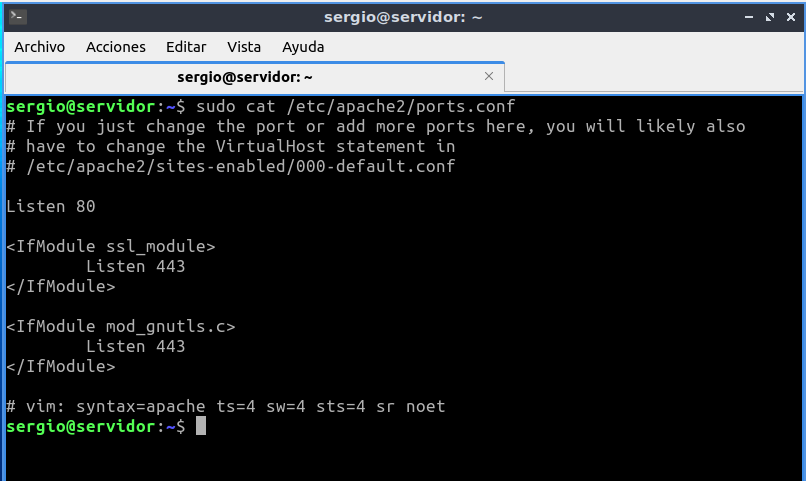 sergio@servidor: ~
Archivo Acciones Editar Vista Ayuda
sergio@servidor: ~
sergio@servidor:~$ sudo cat /etc/apache2/ports.conf
# If you just change the port or add more ports here, you will likely also
# have to change the VirtualHost statement in
# /etc/apache2/sites-enabled/000-default.conf

Listen 80

<IfModule ssl_module>
        Listen 443
</IfModule>

<IfModule mod_gnutls.c>
        Listen 443
</IfModule>

# vim: syntax=apache ts=4 sw=4 sts=4 sr noet
sergio@servidor:~$